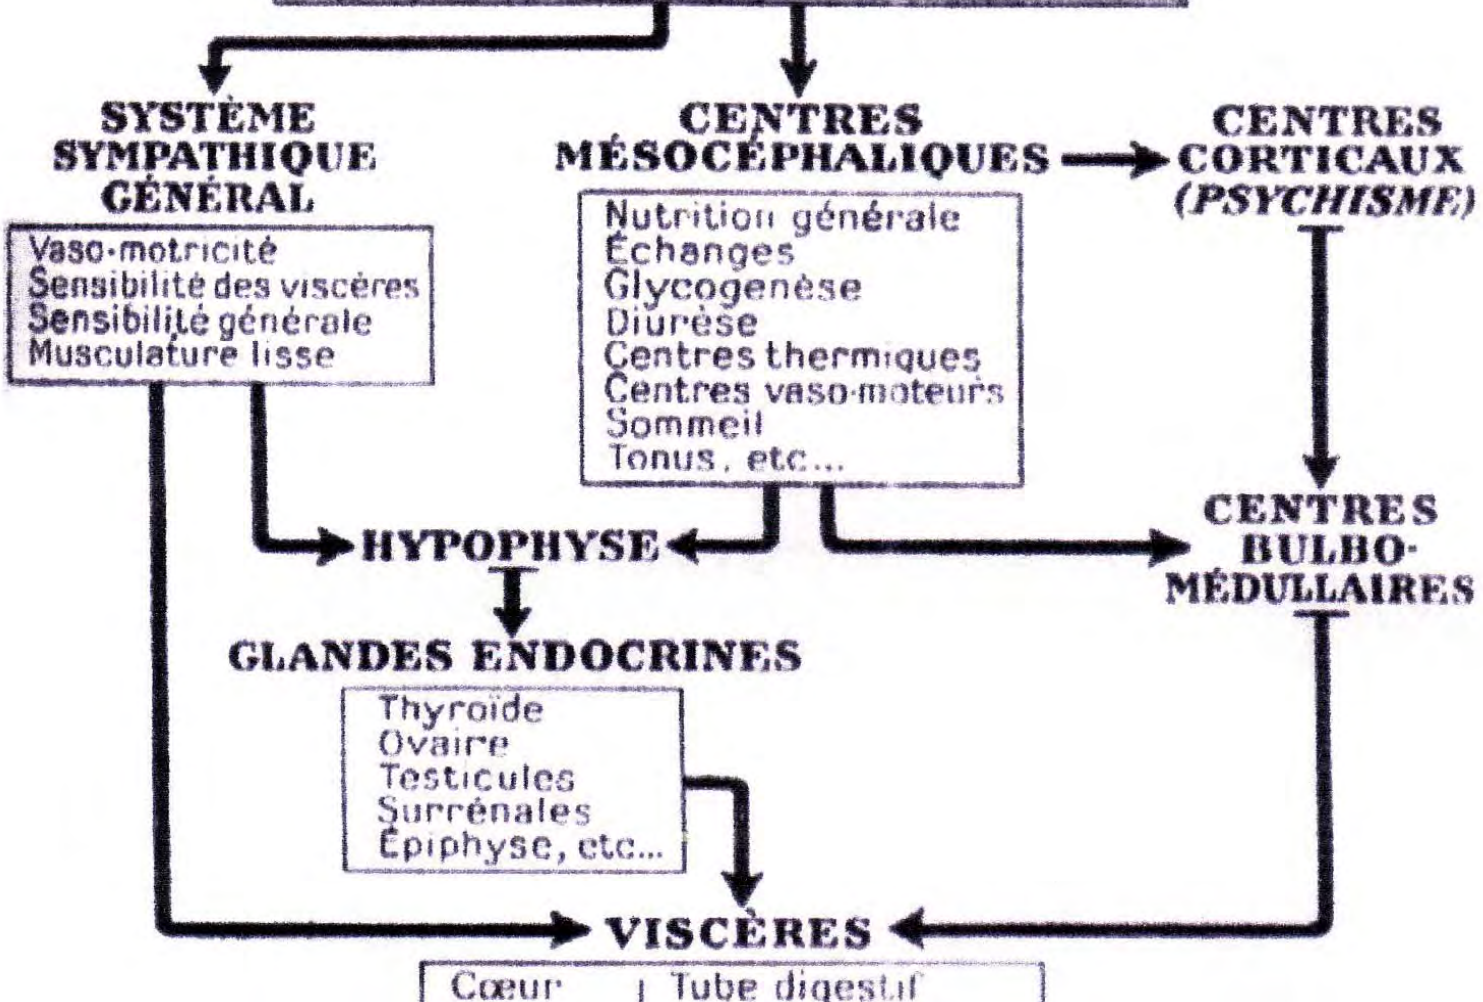 SYSTÈME
SYMPATHIQUE
GÉNÉRAL
Vaso-motricité
Sensibilité des viscères
Sensibilité générale
Musculature lisse
CENTRES
MÉSOCÉPHALIQUES
Nutrition générale
Échanges
Glycogenèse
Diurèse
Centres thermiques
Centres vaso-moteurs
Sommeil
Tonus, etc...
CENTRES
CORTICAUX
(PSYCHISME)
HYPOPHYSE
CENTRES
BULBO-
MÉDULLAIRES
GLANDES ENDOCRINES
Thyroïde
Ovaire
Testicules
Surrénales
Épiphyse, etc...
VISCÈRES
Cœur
Tube digestif